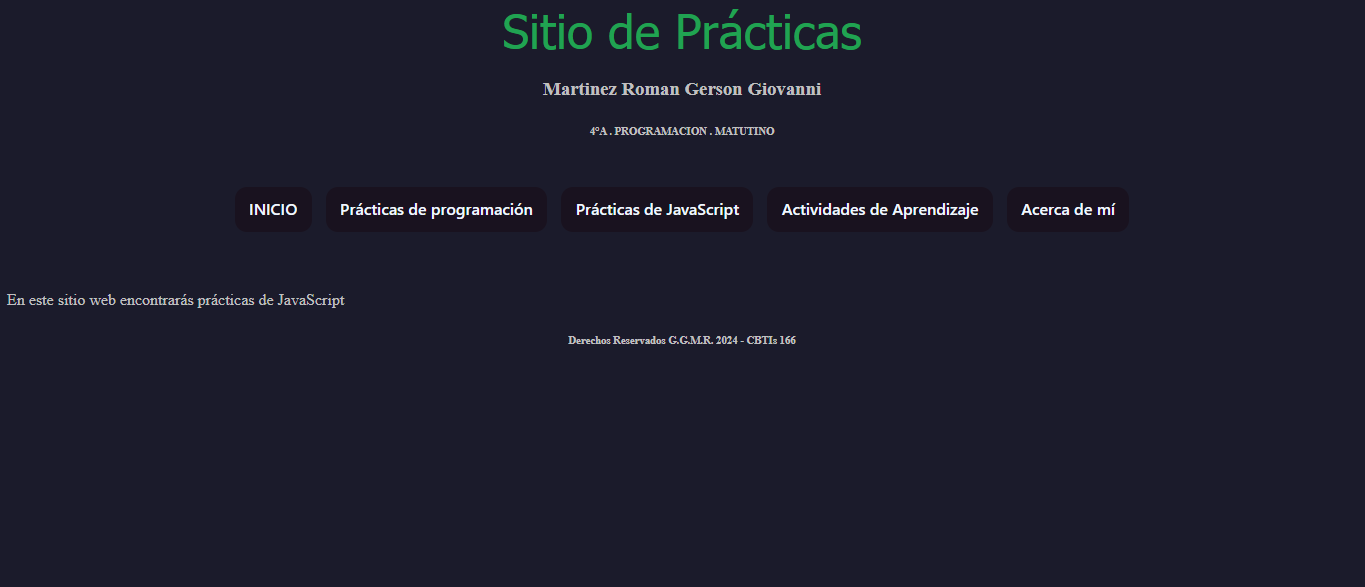 Sitio de Prácticas
Martinez Roman Gerson Giovanni
4°A . PROGRAMACION . MATUTINO
INICIO Prácticas de programación Prácticas de JavaScript Actividades de Aprendizaje Acerca de mí
En este sitio web encontrarás prácticas de JavaScript
Derechos Reservados G.G.M.R. 2024 - CBTIs 166